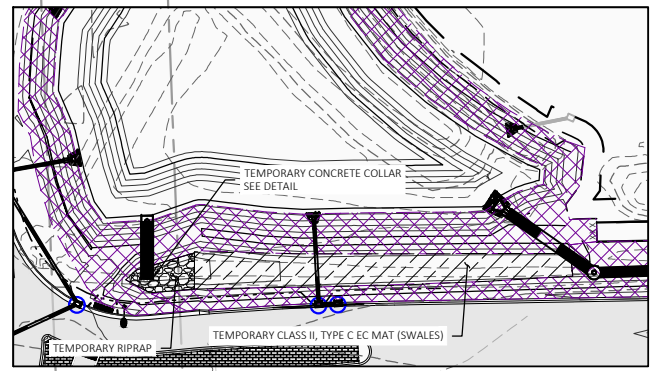 TEMPORARY CONCRETE COLLAR
SEE DETAIL
TEMPORARY CLASS II, TYPE C EC MAT (SWALES)
TEMPORARY RIPRAP